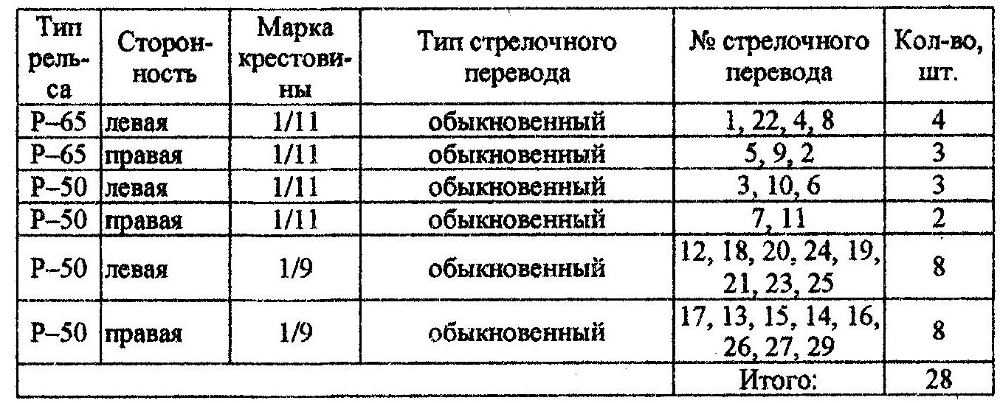 Тип рель-са Сторон-ность Марка крестови-ны Тип стрелочного перевода № стрелочного перевода Кол-во, шт.
Р–65 левая 1/11 обыкновенный 1, 22, 4, 8 4
Р–65 правая 1/11 обыкновенный 5, 9, 2 3
Р–50 левая 1/11 обыкновенный 3, 10, 6 3
Р–50 правая 1/11 обыкновенный 7, 11 2
Р–50 левая 1/9 обыкновенный 12, 18, 20, 24, 19, 21, 23, 25 8
Р–50 правая 1/9 обыкновенный 17, 13, 15, 14, 16, 26, 27, 29 8
Итого: 28